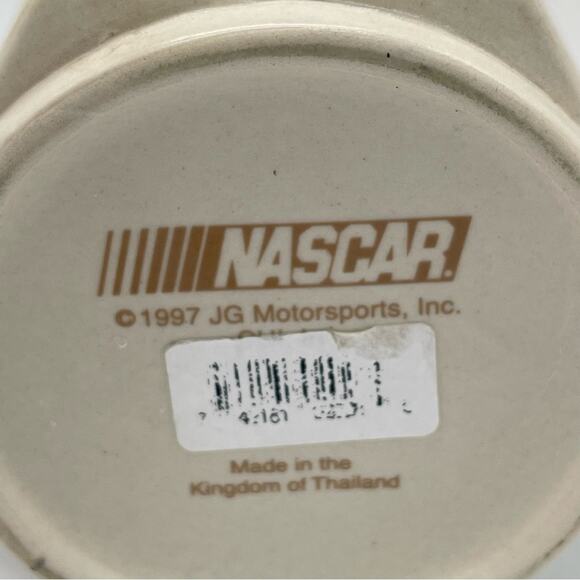 NASCAR.
© 1997 JG Motorsports, Inc.
Made in the
Kingdom of Thailand